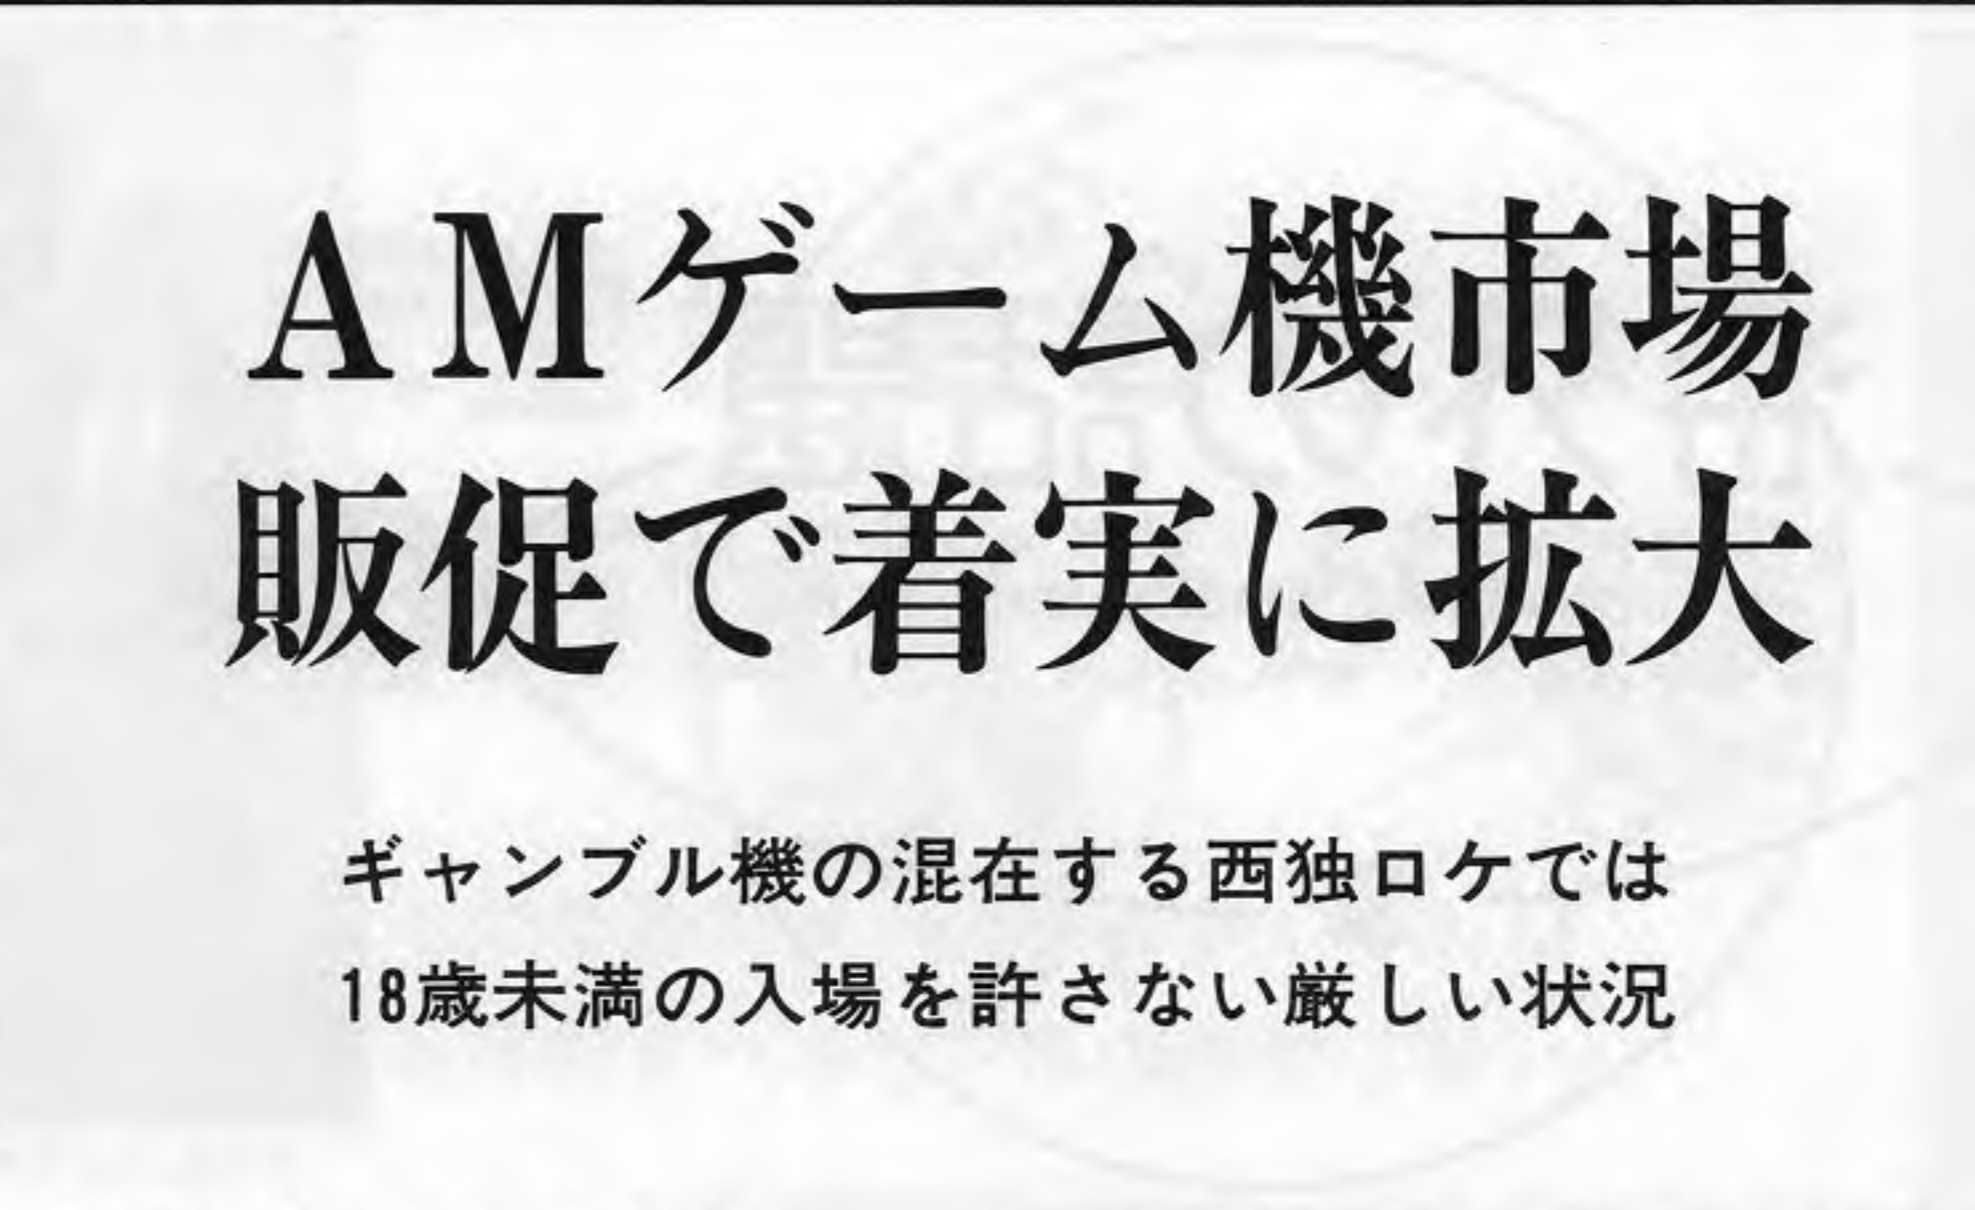 AMゲーム機市場
販促で着実に拡大
ギャンブル機の混在する西独ロケでは
18歳未満の入場を許さない厳しい状況